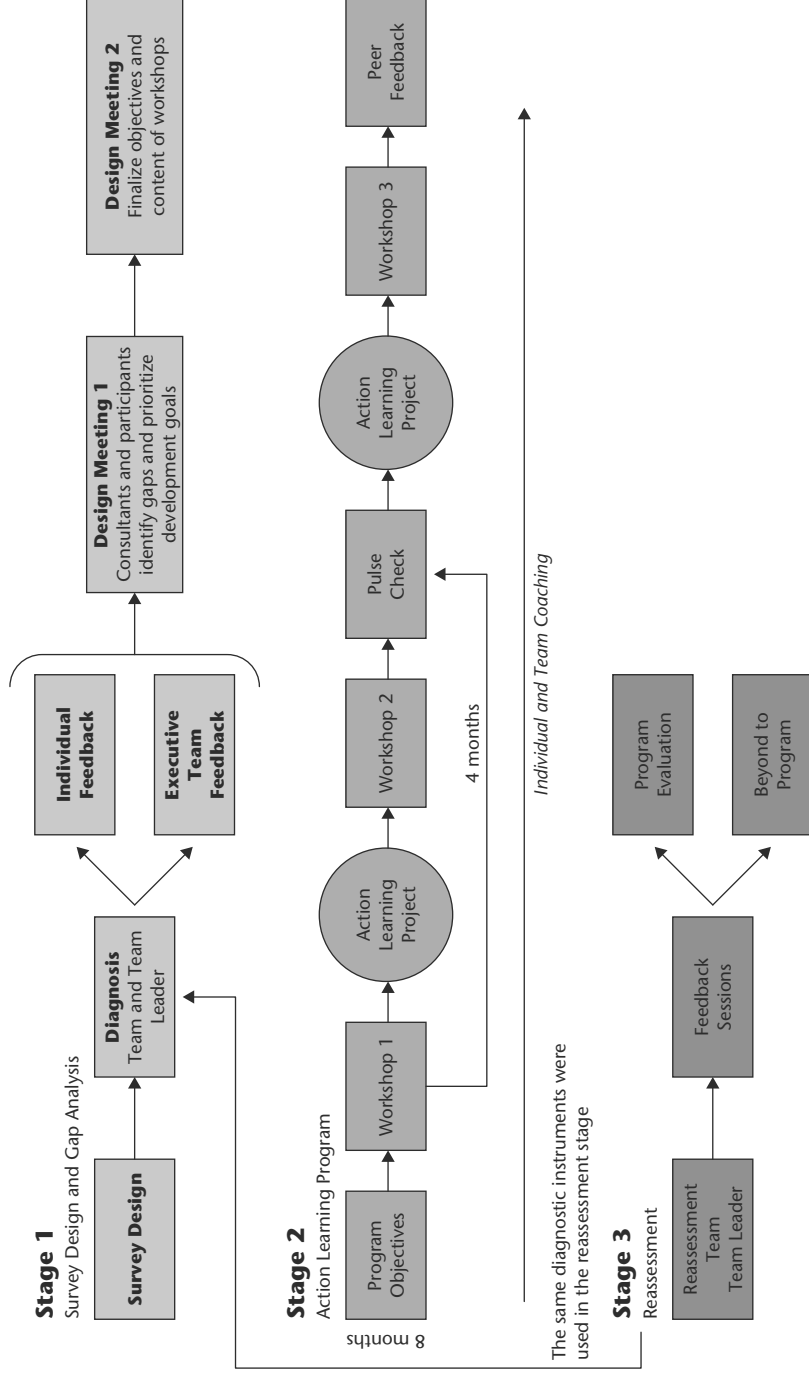 Stage 1
Survey Design and Gap Analysis
Survey Design
Diagnosis
Team and Team
Leader
Individual
Feedback
Executive
Team
Feedback
Design Meeting 1
Consultants and participants
identify gaps and prioritize
development goals
Design Meeting 2
Finalize objectives and
content of workshops
Stage 2
Action Learning Program
8 months
Program
Objectives
Workshop 1
Action
Learning
Project
Workshop 2
Pulse
Check
Action
Learning
Project
Workshop 3
Peer
Feedback
4 months
Individual and Team Coaching
The same diagnostic instruments were
used in the reassessment stage
Stage 3
Reassessment
Reassessment
Team
Team Leader
Feedback
Sessions
Program
Evaluation
Beyond to
Program